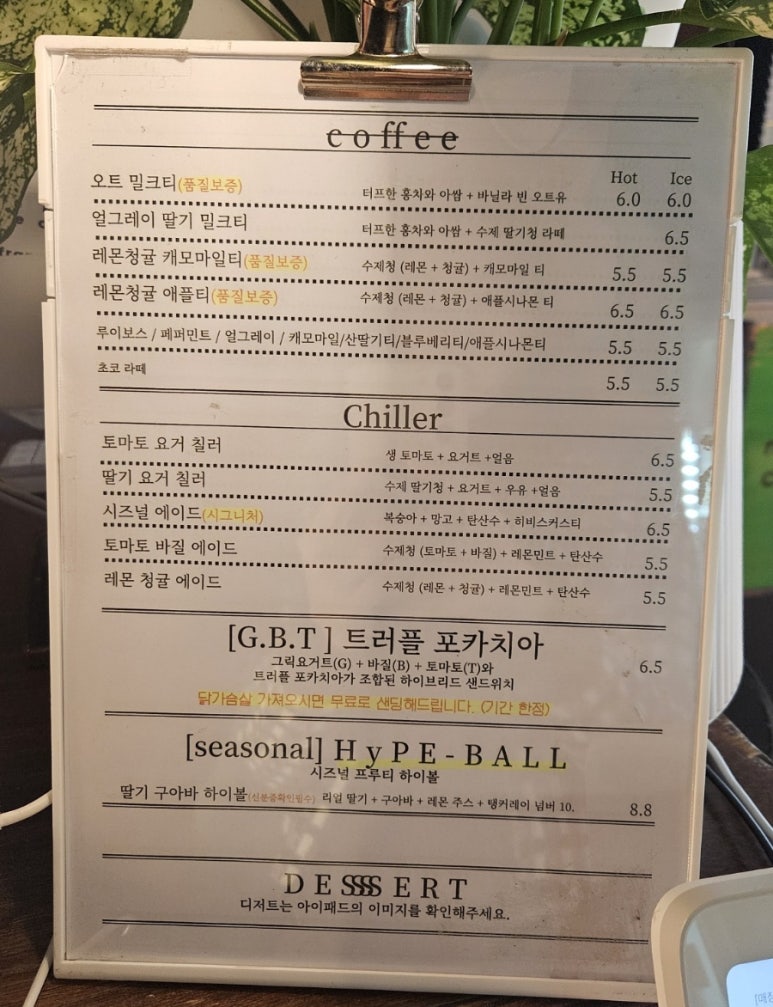 coffee
Hot Ice
오트 밀크티(품질보증) 터프한 홍차와 아쌈 + 바닐라 빈 오트유 6.0 6.0
얼그레이 딸기 밀크티 터프한 홍차와 아쌈 + 수제 딸기청 라떼 6.5
레몬청귤 캐모마일티(품질보증) 수제청 (레몬 + 청귤) + 캐모마일 티 5.5 5.5
레몬청귤 애플티(품질보증) 수제청 (레몬 + 청귤) + 애플시나몬 티 6.5 6.5
루이보스 / 페퍼민트 / 얼그레이 / 캐모마일/산딸기티/블루베리티/애플시나몬티 5.5 5.5
초코 라떼 5.5 5.5
Chiller
토마토 요거 칠러 생 토마토 + 요거트 +얼음 6.5
딸기 요거 칠러 수제 딸기청 + 요거트 + 우유 +얼음 5.5
시즈널 에이드(시그니처) 복숭아 + 망고 + 탄산수 + 히비스커스티 6.5
토마토 바질 에이드 수제청 (토마토 + 바질) + 레몬민트 + 탄산수 5.5
레몬 청귤 에이드 수제청 (레몬 + 청귤) + 레몬민트 + 탄산수 5.5
[G.B.T ] 트러플 포카치아
그릭요거트(G) + 바질(B) + 토마토(T)와 6.5
트러플 포카치아가 조합된 하이브리드 샌드위치
닭가슴살 가져오시면 무료로 샌딩해드립니다. (기간 한정)
[seasonal] HyPE-BALL
시즈널 프루티 하이볼
딸기 구아바 하이볼(신분증확인필수) 리얼 딸기 + 구아바 + 레몬 주스 + 탱커레이 넘버 10. 8.8
DESSSERT
디저트는 아이패드의 이미지를 확인해주세요.